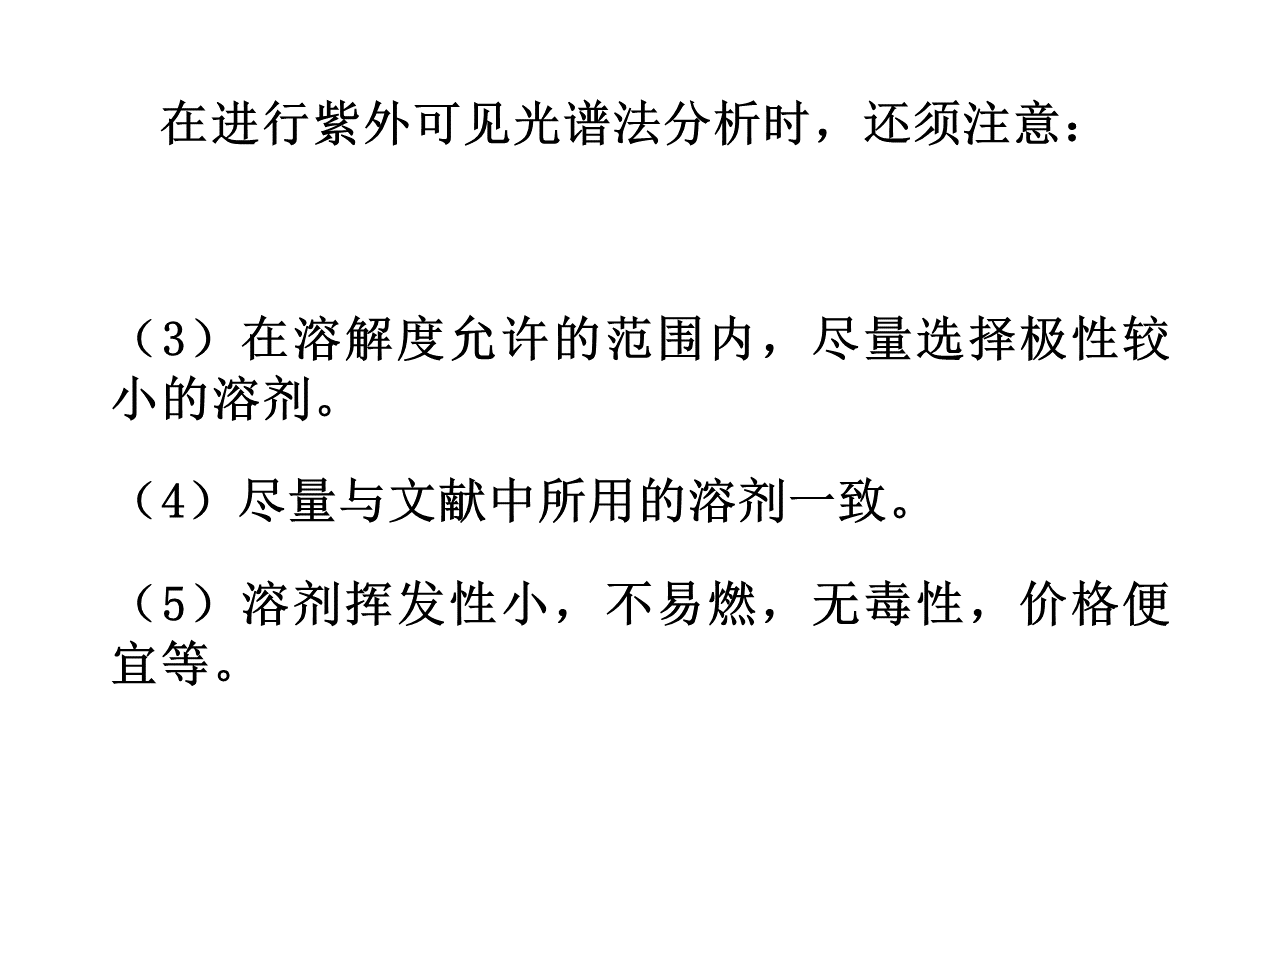 在进行紫外可见光谱法分析时，还须注意：
（3）在溶解度允许的范围内，尽量选择极性较
小的溶剂。
（4）尽量与文献中所用的溶剂一致。
（5）溶剂挥发性小，不易燃，无毒性，价格便
宜等。